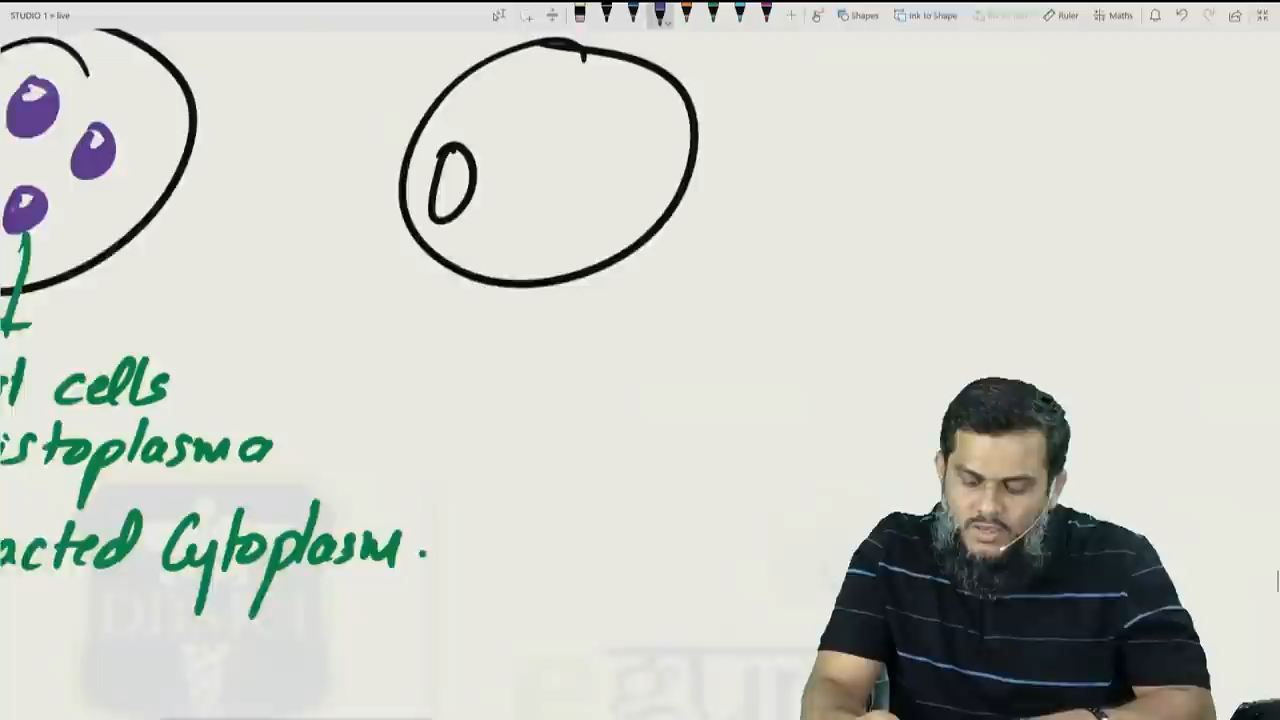 STUDIO 1 » live
Shapes
Ink to Shape
Ruler
Maths
cells
istoplasma
acted Cytoplasm.